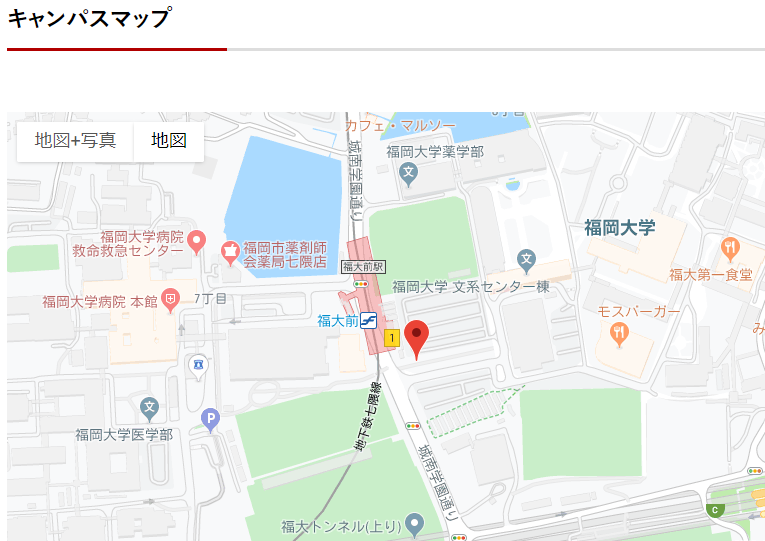 キャンパスマップ
地図+写真
地図
カフェ・マルソー
城南学園通り
福岡大学薬学部
福岡大学
福岡大学病院
救命救急センター
福岡市薬剤師
会薬局七隈店
福大前駅
福岡大学 文系センター棟
福大第一食堂
福岡大学病院 本館
7丁目
モスバーガー
福大前
1
み
地下鉄七隈線
福岡大学医学部
P
城南学園通り
福大トンネル(上り)
C